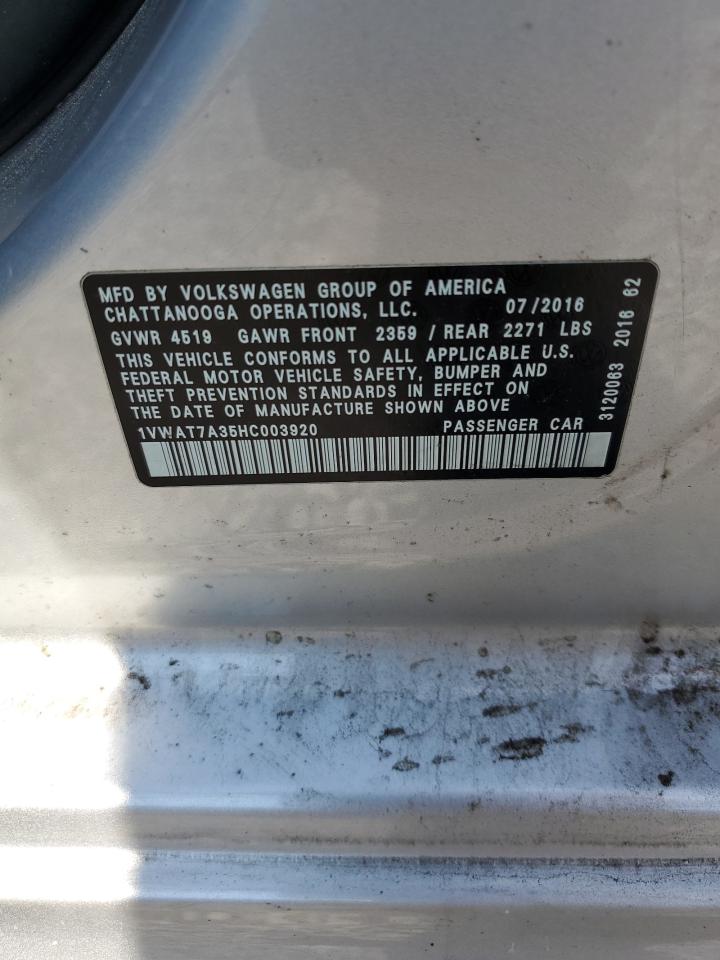 MFD BY VOLKSWAGEN GROUP OF AMERICA
CHATTANOOGA OPERATIONS, LLC. 07/2016
GVWR 4519 GAWR FRONT 2359 / REAR 2271 LBS
THIS VEHICLE CONFORMS TO ALL APPLICABLE U.S.
FEDERAL MOTOR VEHICLE SAFETY, BUMPER AND
THEFT PREVENTION STANDARDS IN EFFECT ON
THE DATE OF MANUFACTURE SHOWN ABOVE
1VWAT7A35HC003920 PASSENGER CAR
3120063 2016 62